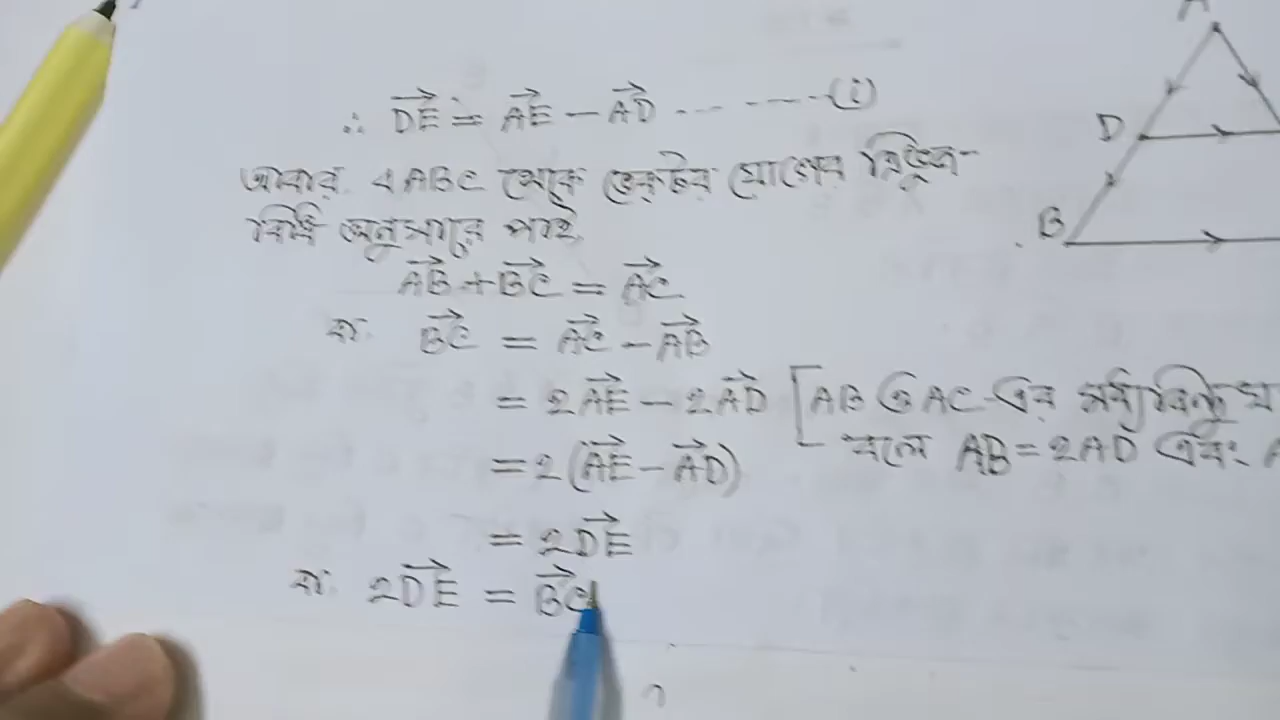 A
∴ DE⃗ = AE⃗ − AD⃗ ... ---- (i)
D
আবার, △ABC থেকে ভেক্টর যোগের ত্রিভুজ-
বিধি অনুসারে পাই,
B
AB⃗ + BC⃗ = AC⃗
বা, BC⃗ = AC⃗ − AB⃗
= 2AE⃗ − 2AD⃗ [AB ও AC-এর মধ্যবিন্দু
= 2(AE⃗ − AD⃗) বলে AB = 2AD এবং
= 2DE⃗
বা, 2DE⃗ = BC⃗